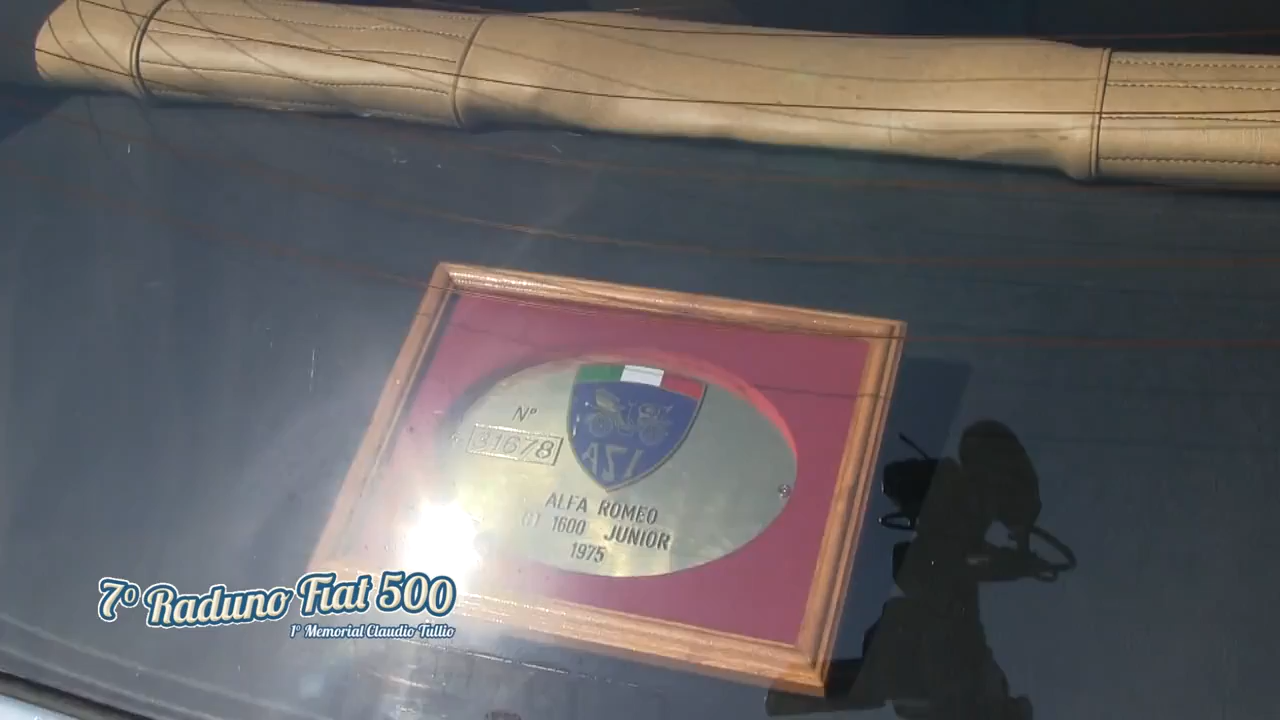 N°
31678
ASI
ALFA ROMEO
GT 1600 JUNIOR
1975
7° Raduno Fiat 500
1° Memorial Claudio Tullio